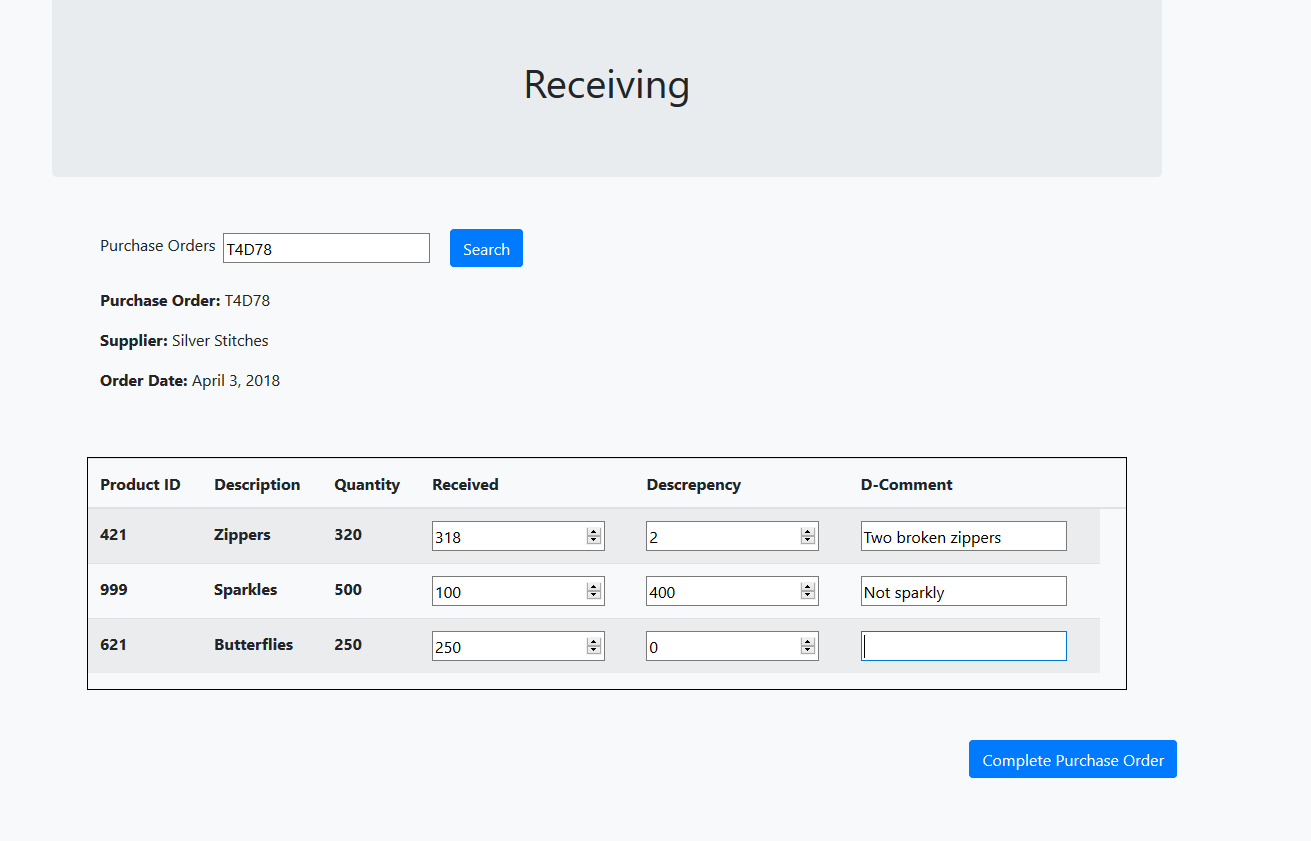 Receiving
Purchase Orders T4D78 Search
Purchase Order: T4D78
Supplier: Silver Stitches
Order Date: April 3, 2018
Product ID Description Quantity Received Descrepency D-Comment
421 Zippers 320 318 2 Two broken zippers
999 Sparkles 500 100 400 Not sparkly
621 Butterflies 250 250 0
Complete Purchase Order